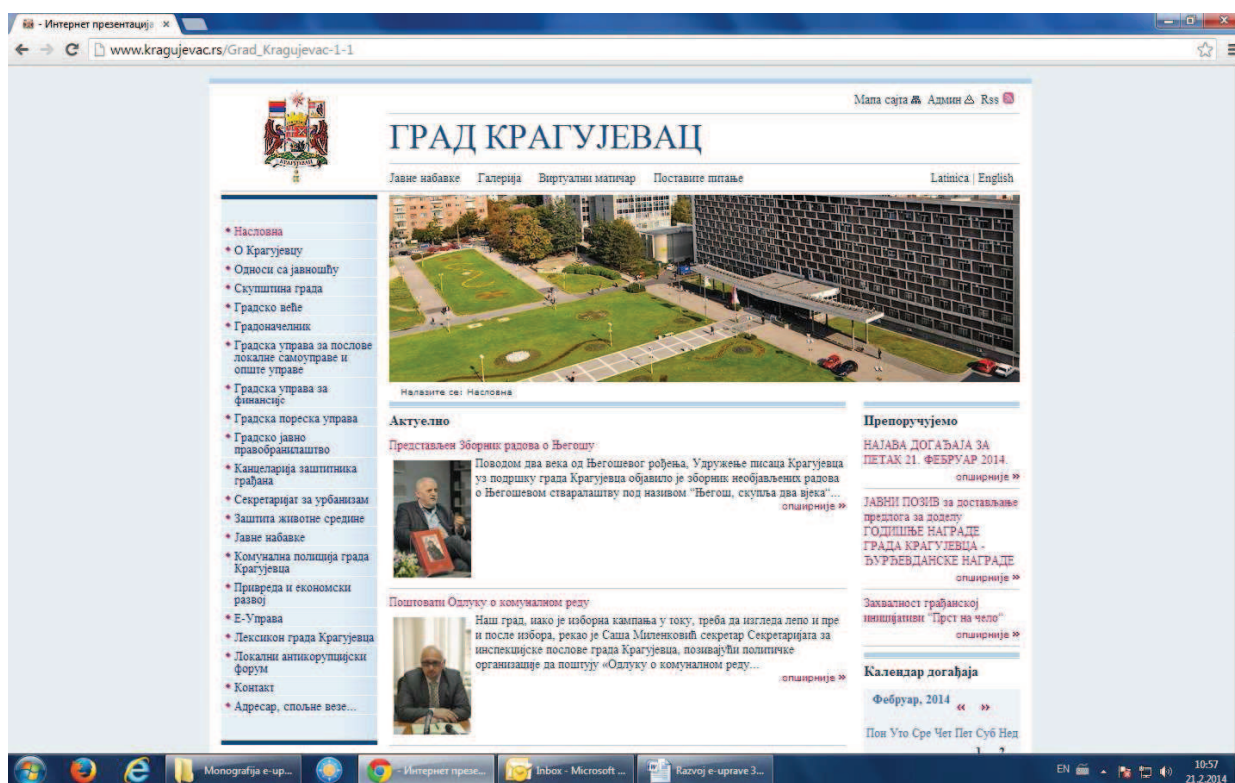 - Интернет презентација
www.kragujevac.rs/Grad_Kragujevac-1-1
Мапа сајта Админ Rss
КРАГУЈЕВАЦ
ГРАД КРАГУЈЕВАЦ
Јавне набавке Галерија Виртуални матичар Поставите питање Latinica | English
Насловна
О Крагујевцу
Односи са јавношћу
Скупштина града
Градско веће
Градоначелник
Градска управа за послове
локалне самоуправе и
опште управе
Градска управа за
финансије
Градска пореска управа
Градско јавно
правобранилаштво
Канцеларија заштитника
грађана
Секретаријат за урбанизам
Заштита животне средине
Јавне набавке
Комунална полиција града
Крагујевца
Привреда и економски
развој
Е-Управа
Лексикон града Крагујевца
Локални антикорупцијски
форум
Контакт
Адресар, спољне везе...
Налазите се: Насловна
Актуелно
Представљен Зборник радова о Његошу
Поводом два века од Његошевог рођења, Удружење писаца Крагујевца
уз подршку града Крагујевца објавило је зборник необјављених радова
о Његошевом стваралаштву под називом "Његош, скупља два вјека"...
опширније »
Поштовати Одлуку о комуналном реду
Наш град, иако је изборна кампања у току, треба да изгледа лепо и пре
и после избора, рекао је Саша Миленковић секретар Секретаријата за
инспекцијске послове града Крагујевца, позивајући политичке
организације да поштују «Одлуку о комуналном реду...
опширније »
Препоручујемо
НАЈАВА ДОГАЂАЈА ЗА
ПЕТАК 21. ФЕБРУАР 2014.
опширније »
ЈАВНИ ПОЗИВ за достављање
предлога за доделу
ГОДИШЊЕ НАГРАДЕ
ГРАДА КРАГУЈЕВЦА -
ЂУРЂЕВДАНСКЕ НАГРАДЕ
опширније »
Захвалност грађанској
иницијативи "Прст на чело"
опширније »
Календар догађаја
Фебруар, 2014 « »
Пон Уто Сре Чет Пет Суб Нед
1 2
Monografija e-up... - Интернет презе... Inbox - Microsoft ... Razvoj e-uprave 3... EN 10:57
21.2.2014